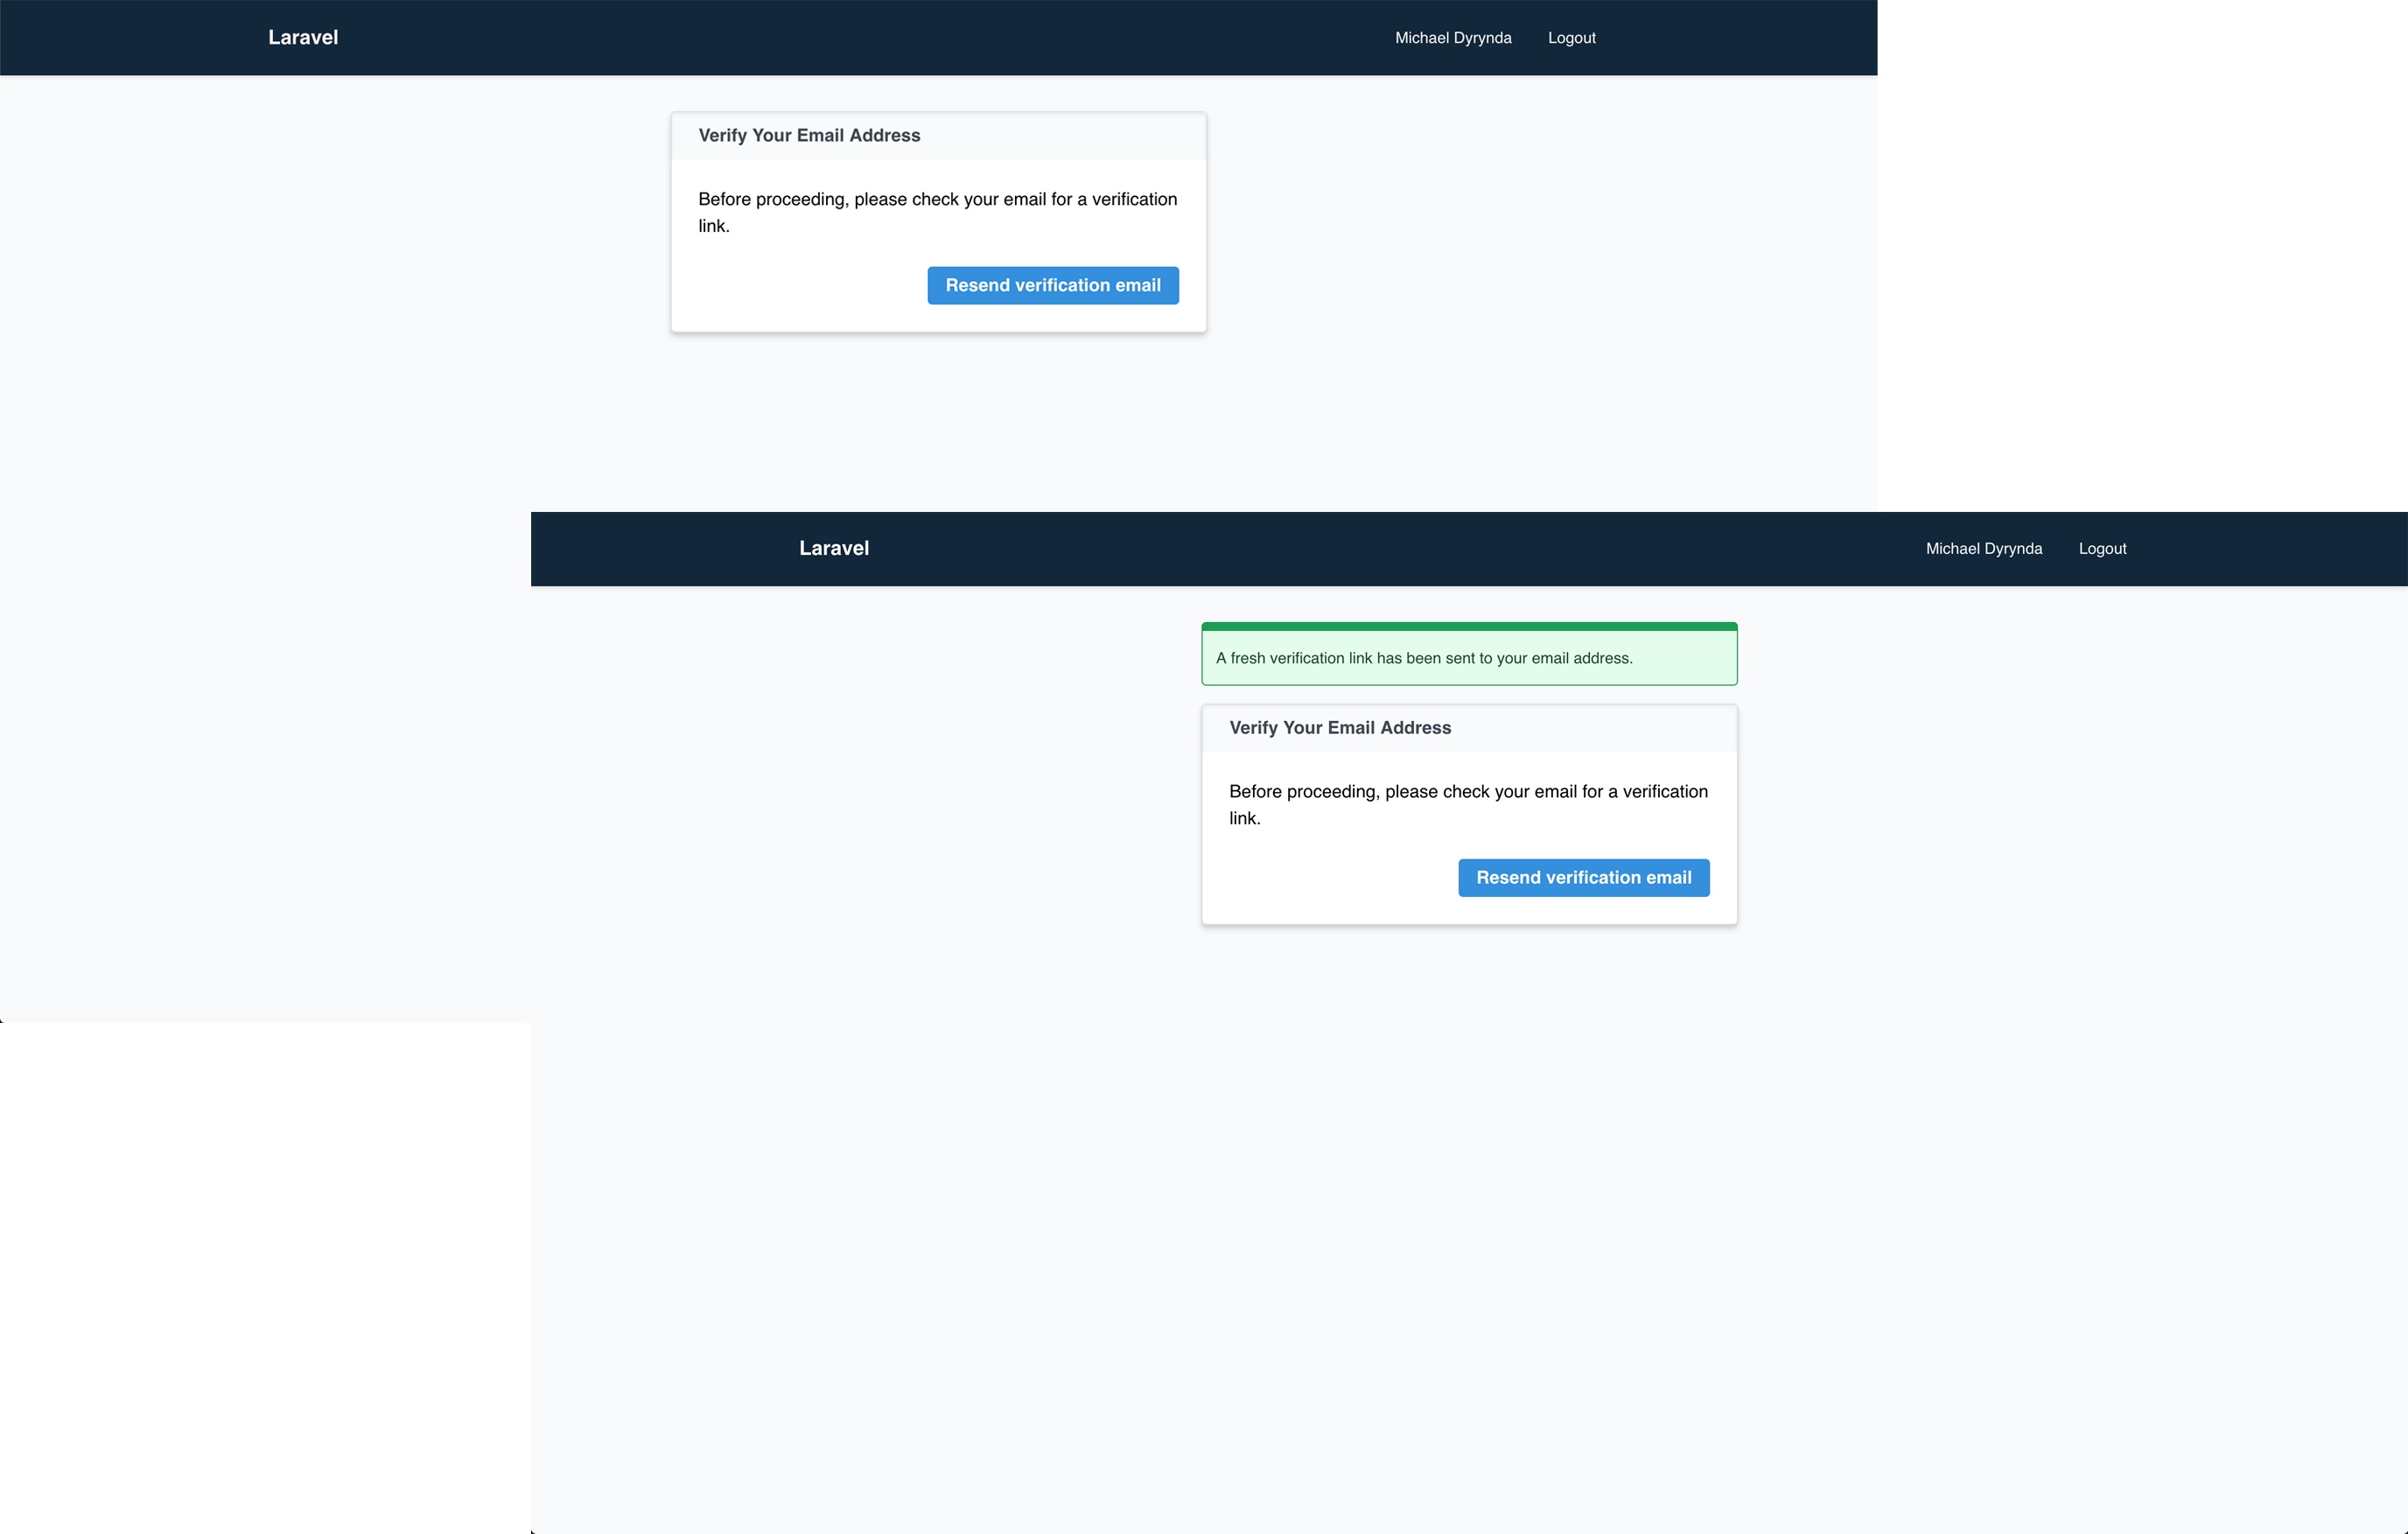 Laravel
Michael Dyrynda
Logout
Verify Your Email Address
Before proceeding, please check your email for a verification
link.
Resend verification email
Laravel
Michael Dyrynda
Logout
A fresh verification link has been sent to your email address.
Verify Your Email Address
Before proceeding, please check your email for a verification
link.
Resend verification email